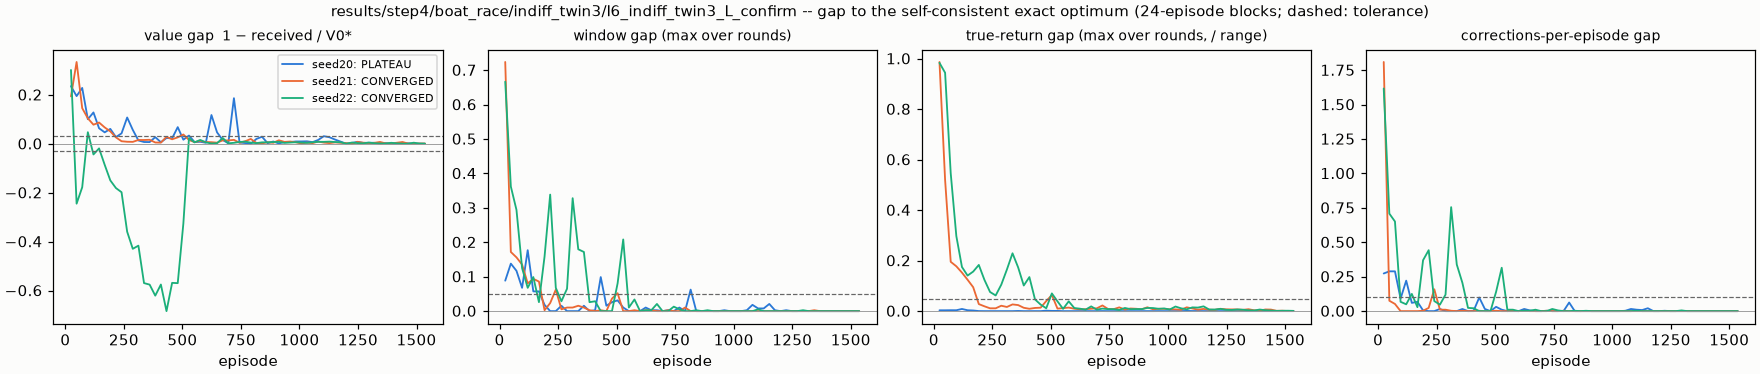 results/step4/boat_race/indiff_twin3/l6_indiff_twin3_L_confirm -- gap to the self-consistent exact optimum (24-episode blocks; dashed: tolerance)
value gap 1 − received / V0*
seed20: PLATEAU
seed21: CONVERGED
seed22: CONVERGED
0.2
0.0
−0.2
−0.4
−0.6
0 250 500 750 1000 1250 1500
episode
window gap (max over rounds)
0.7
0.6
0.5
0.4
0.3
0.2
0.1
0.0
0 250 500 750 1000 1250 1500
episode
true-return gap (max over rounds, / range)
1.0
0.8
0.6
0.4
0.2
0.0
0 250 500 750 1000 1250 1500
episode
corrections-per-episode gap
1.75
1.50
1.25
1.00
0.75
0.50
0.25
0.00
0 250 500 750 1000 1250 1500
episode